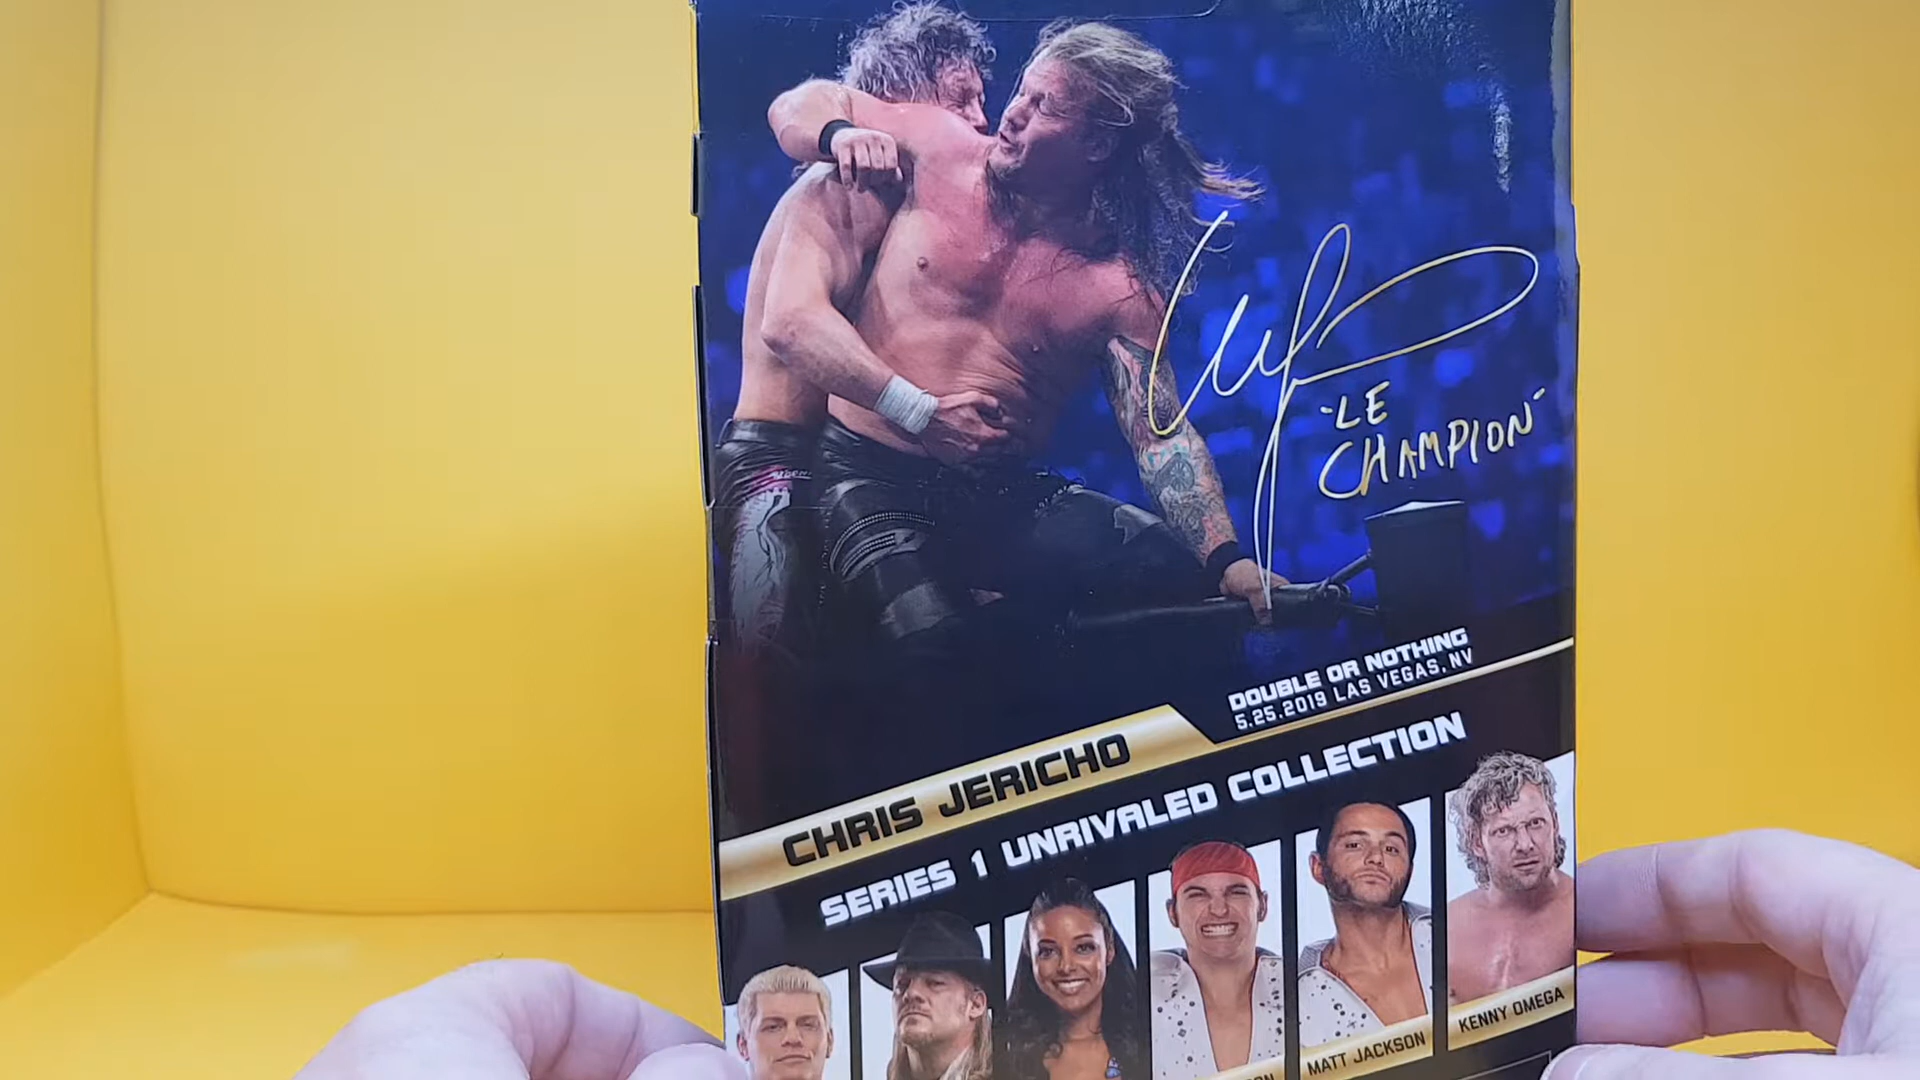 -LE
CHAMPION-
DOUBLE OR NOTHING
5.25.2019 LAS VEGAS, NV
CHRIS JERICHO
SERIES 1 UNRIVALED COLLECTION
MATT JACKSON
KENNY OMEGA